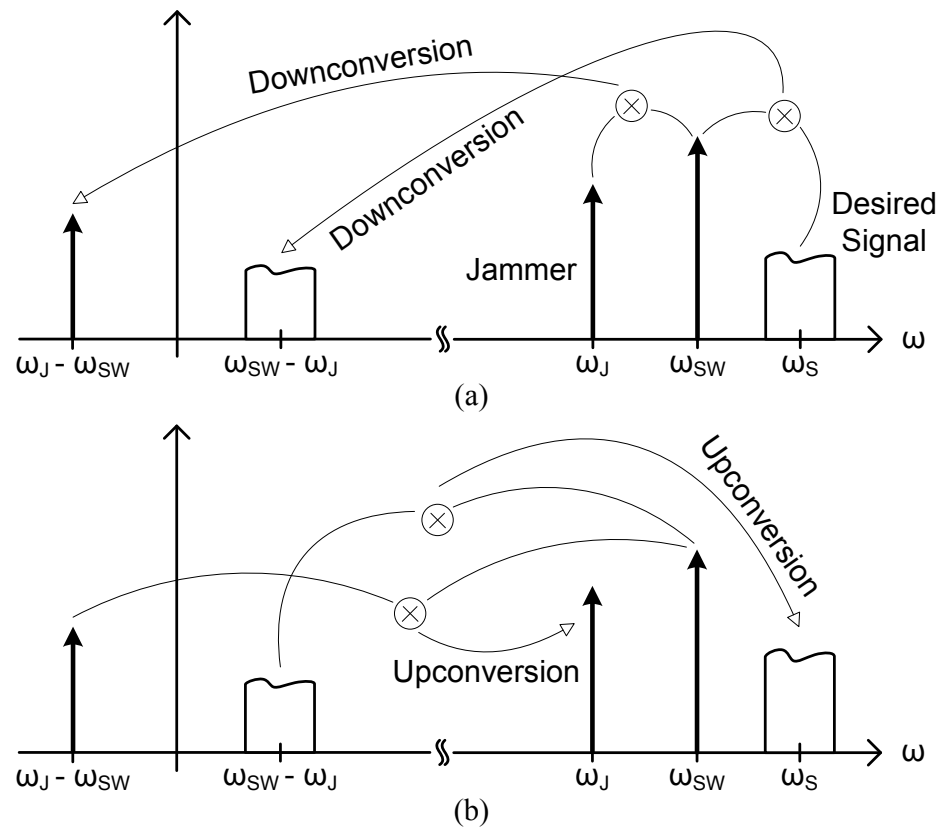 Downconversion
Downconversion
Desired
Signal
Jammer
ω
ωJ - ωSW
ωSW - ωJ
ωJ
ωSW
ωS
(a)
Upconversion
Upconversion
ω
ωJ - ωSW
ωSW - ωJ
ωJ
ωSW
ωS
(b)